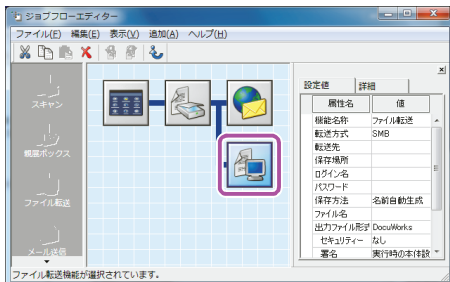 ジョブフローエディター
ファイル(F) 編集(E) 表示(V) 追加(A) ヘルプ(H)
スキャン
親展ボックス
ファイル転送
メール送信
設定値 詳細
属性名 値
機能名称 ファイル転送
転送方式 SMB
転送先
保存場所
ログイン名
パスワード
保存方法 名前自動生成
ファイル名
出力ファイル形式 DocuWorks
セキュリティー なし
署名 実行時の本体設
ファイル転送機能が選択されています。